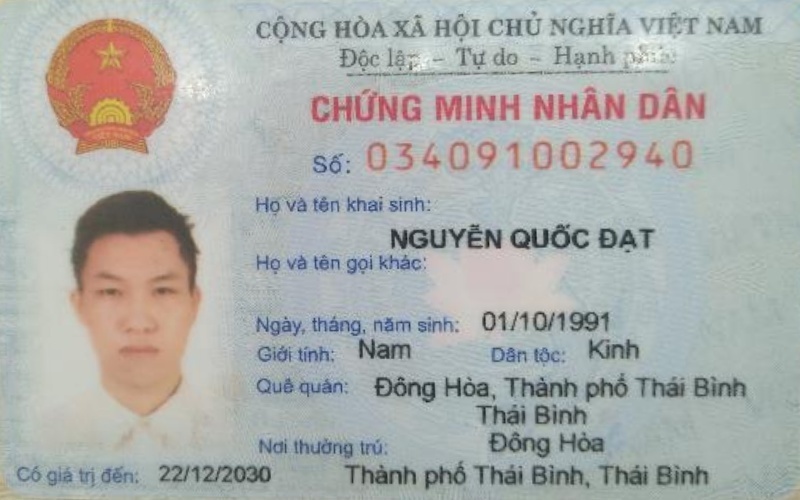 CỘNG HÒA XÃ HỘI CHỦ NGHĨA VIỆT NAM
Độc lập - Tự do - Hạnh phúc
CHỨNG MINH NHÂN DÂN
Số: 034091002940
Họ và tên khai sinh:
NGUYỄN QUỐC ĐẠT
Họ và tên gọi khác:
Ngày, tháng, năm sinh: 01/10/1991
Giới tính: Nam Dân tộc: Kinh
Quê quán: Đông Hòa, Thành phố Thái Bình
Thái Bình
Nơi thường trú: Đông Hòa
Có giá trị đến: 22/12/2030 Thành phố Thái Bình, Thái Bình